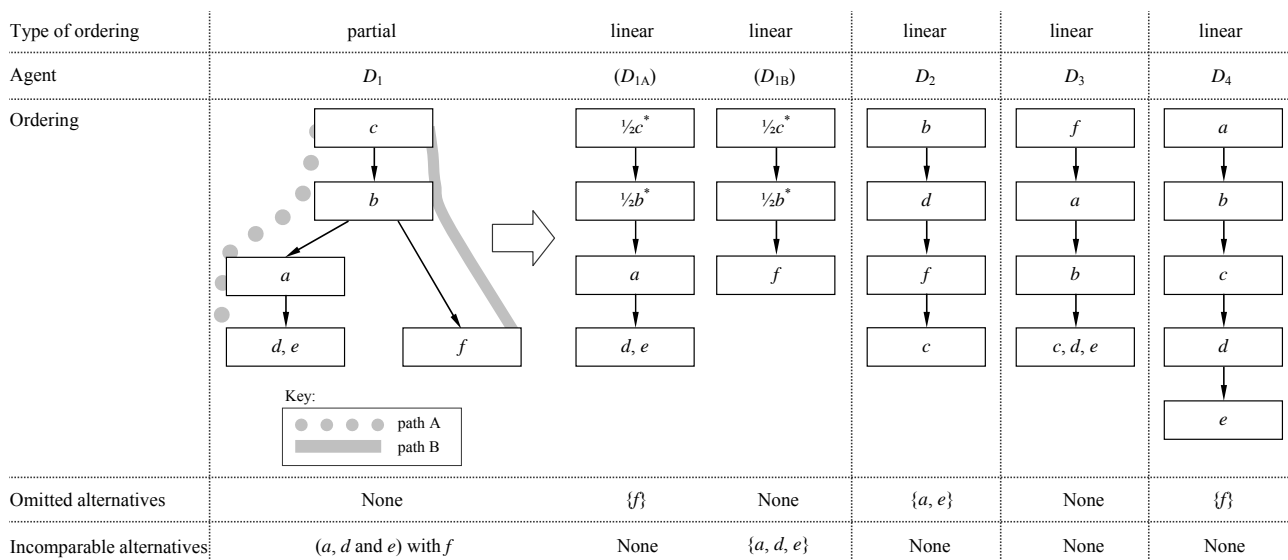 Type of ordering partial linear linear linear linear linear
Agent D1 (D1A) (D1B) D2 D3 D4
Ordering c ½c* ½c* b f a
b ½b* ½b* d a b
a a f f b c
d, e f d, e c c, d, e d
Key:
path A
path B
e
Omitted alternatives None {f} None {a, e} None {f}
Incomparable alternatives (a, d and e) with f None {a, d, e} None None None